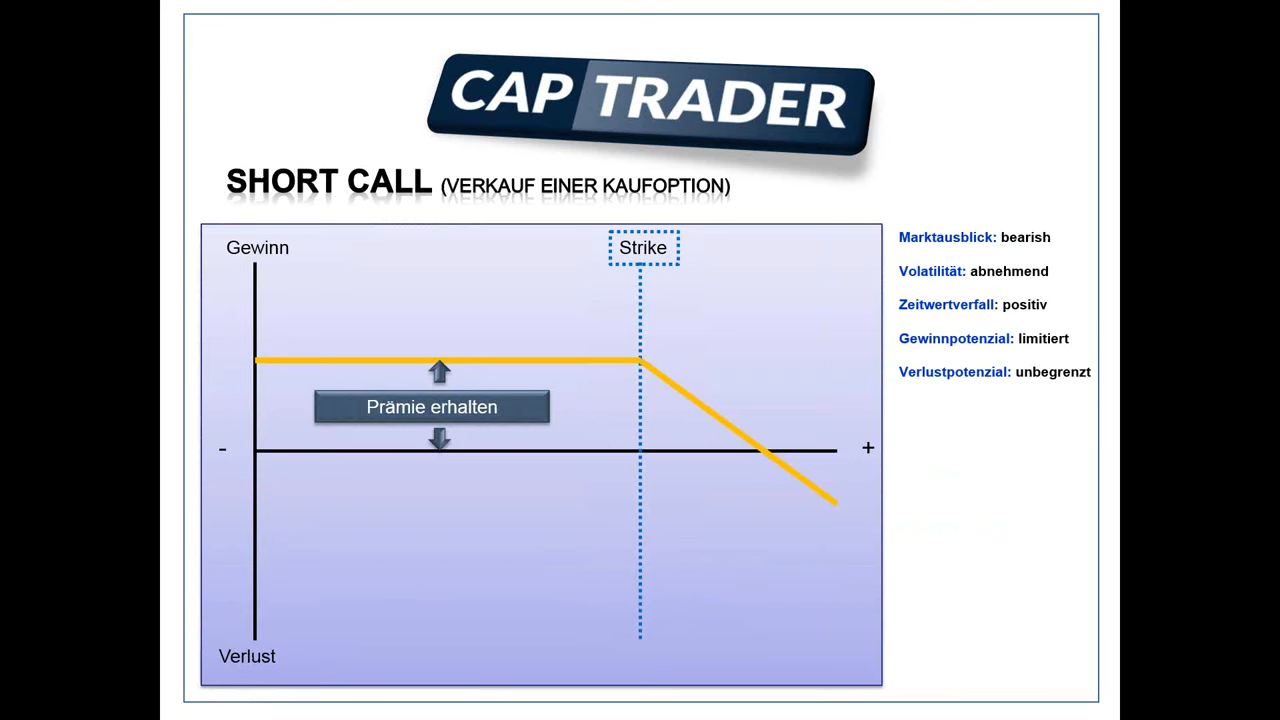 CAP TRADER
SHORT CALL (VERKAUF EINER KAUFOPTION)
Gewinn
Strike
Prämie erhalten
-
+
Verlust
Marktausblick: bearish
Volatilität: abnehmend
Zeitwertverfall: positiv
Gewinnpotenzial: limitiert
Verlustpotenzial: unbegrenzt